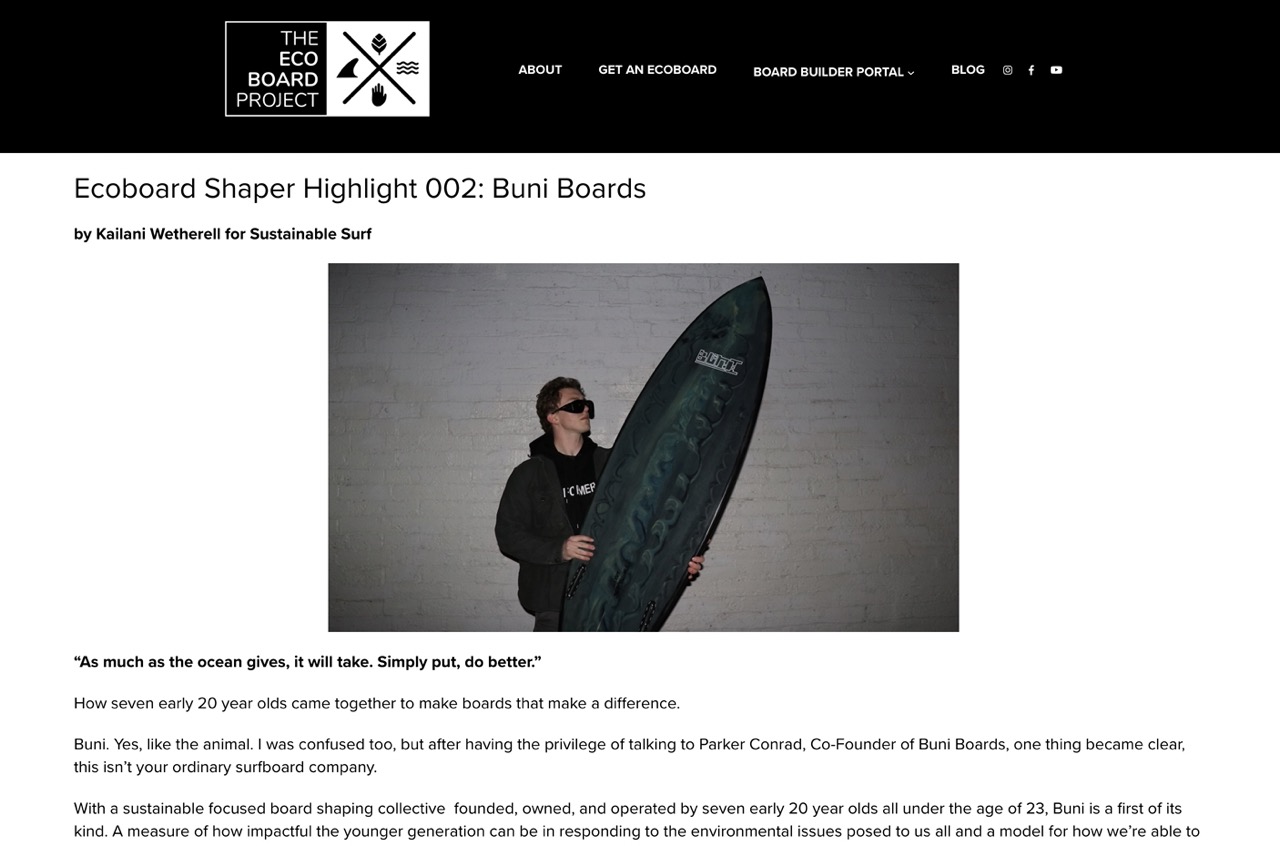 THE
ECO
BOARD
PROJECT
ABOUT
GET AN ECOBOARD
BOARD BUILDER PORTAL
BLOG
Ecoboard Shaper Highlight 002: Buni Boards
by Kailani Wetherell for Sustainable Surf
BUNI
“As much as the ocean gives, it will take. Simply put, do better.”
How seven early 20 year olds came together to make boards that make a difference.
Buni. Yes, like the animal. I was confused too, but after having the privilege of talking to Parker Conrad, Co-Founder of Buni Boards, one thing became clear,
this isn’t your ordinary surfboard company.
With a sustainable focused board shaping collective  founded, owned, and operated by seven early 20 year olds all under the age of 23, Buni is a first of its
kind. A measure of how impactful the younger generation can be in responding to the environmental issues posed to us all and a model for how we’re able to